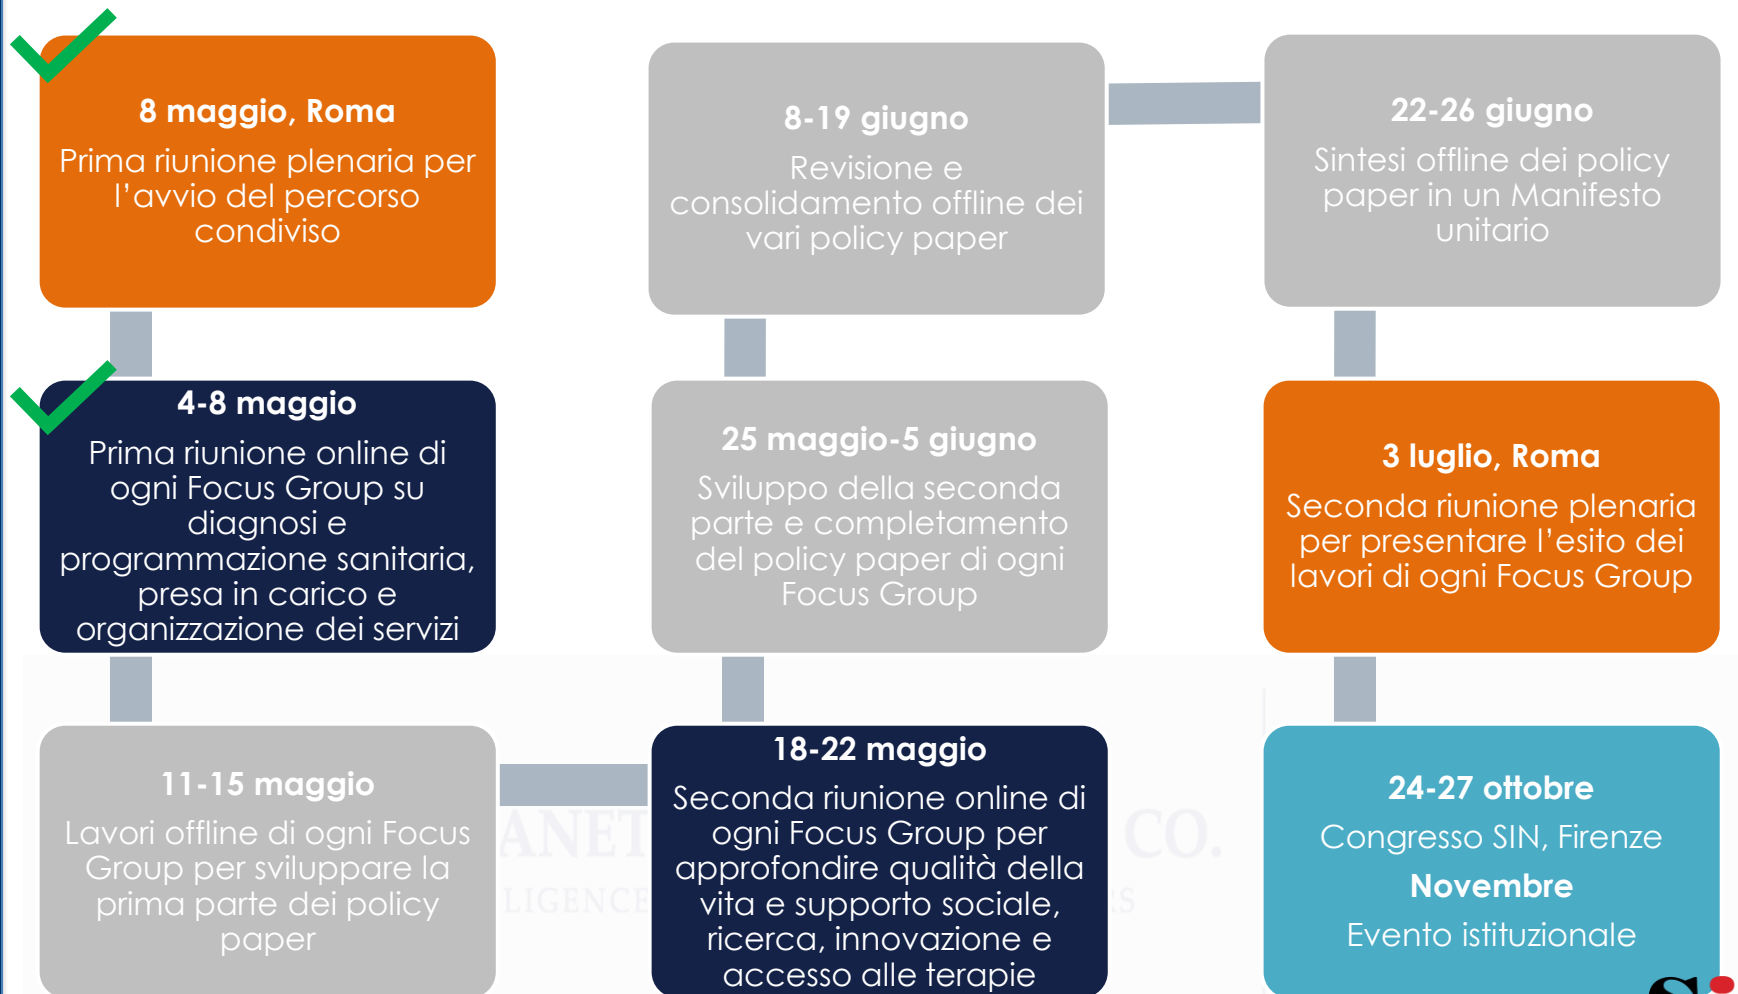 8 maggio, Roma
Prima riunione plenaria per
l’avvio del percorso
condiviso
4-8 maggio
Prima riunione online di
ogni Focus Group su
diagnosi e
programmazione sanitaria,
presa in carico e
organizzazione dei servizi
11-15 maggio
Lavori offline di ogni Focus
Group per sviluppare la
prima parte dei policy
paper
18-22 maggio
Seconda riunione online di
ogni Focus Group per
approfondire qualità della
vita e supporto sociale,
ricerca, innovazione e
accesso alle terapie
25 maggio-5 giugno
Sviluppo della seconda
parte e completamento
del policy paper di ogni
Focus Group
8-19 giugno
Revisione e
consolidamento offline dei
vari policy paper
22-26 giugno
Sintesi offline dei policy
paper in un Manifesto
unitario
3 luglio, Roma
Seconda riunione plenaria
per presentare l’esito dei
lavori di ogni Focus Group
24-27 ottobre
Congresso SIN, Firenze
Novembre
Evento istituzionale
CO.